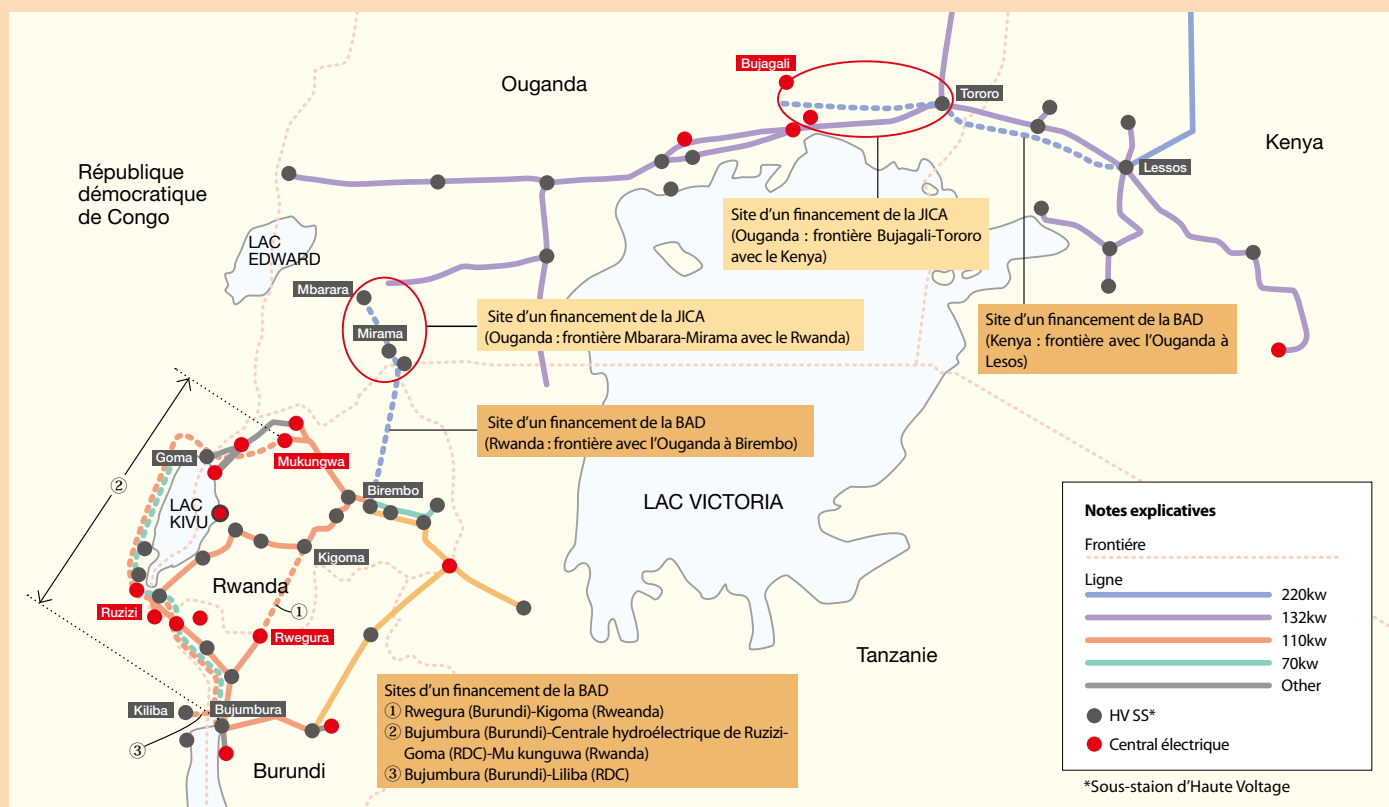 Ouganda
Bujagali
Tororo
Kenya
Lessos
République
démocratique
de Congo
LAC
EDWARD
Mbarara
Mirama
Site d'un financement de la JICA
(Ouganda : frontière Bujagali-Tororo
avec le Kenya)
Site d'un financement de la JICA
(Ouganda : frontière Mbarara-Mirama avec le Rwanda)
Site d'un financement de la BAD
(Kenya : frontière avec l'Ouganda à
Lesos)
Site d'un financement de la BAD
(Rwanda : frontière avec l'Ouganda à Birembo)
Goma
Mukungwa
②
LAC
KIVU
Birembo
LAC VICTORIA
Kigoma
Rwanda
①
Ruzizi
Rwegura
Tanzanie
Kiliba
Bujumbura
③
Burundi
Sites d'un financement de la BAD
① Rwegura (Burundi)-Kigoma (Rweanda)
② Bujumbura (Burundi)-Centrale hydroélectrique de Ruzizi-
Goma (RDC)-Mu kunguwa (Rwanda)
③ Bujumbura (Burundi)-Liliba (RDC)
Notes explicatives
Frontiére
Ligne
220kw
132kw
110kw
70kw
Other
HV SS*
Central électrique
*Sous-staion d'Haute Voltage